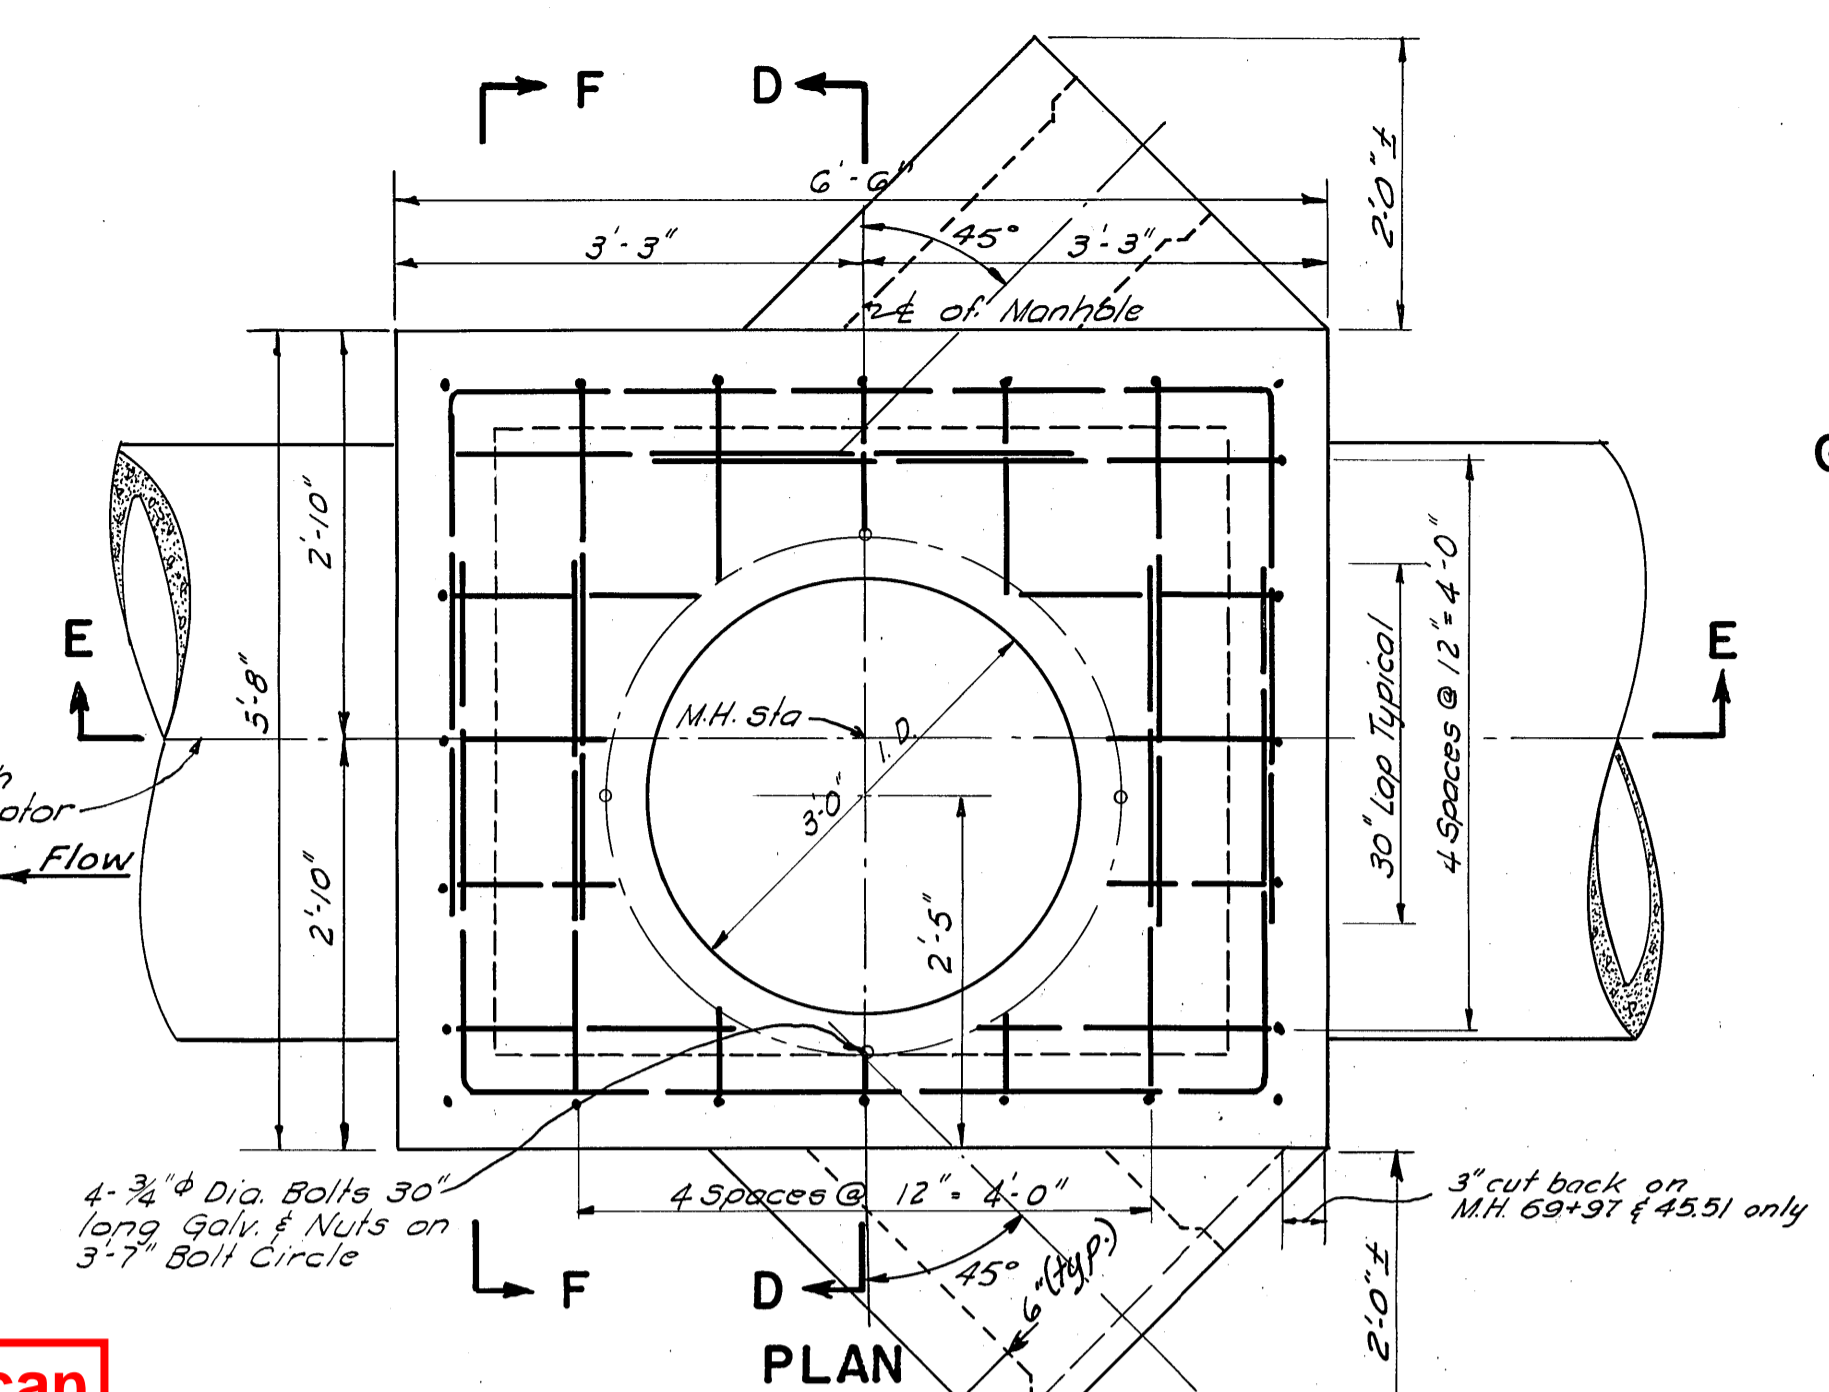 F
D
6'-6"
2'-0" ±
3'-3"
45°
3'-3"
℄ of Manhole
2'-10"
E
5'-8"
30" Lap Typical
4 Spaces @ 12" = 4'-0"
E
M.H. Sta
3'-0" I.D.
Flow
2'-10"
2'-5"
4-3/4"ϕ Dia. Bolts 30"
long Galv. & Nuts on
3'-7" Bolt Circle
4 Spaces @ 12" = 4'-0"
3" cut back on
M.H. 69+97 & 45.51 only
F
D
45°
6" (typ.)
2'-0" ±
PLAN